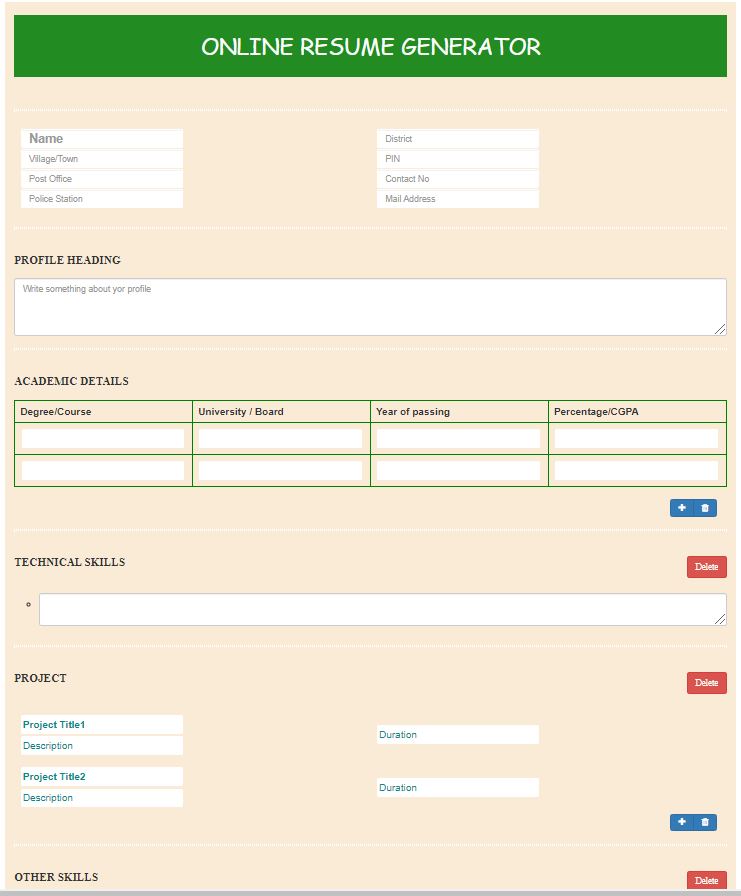 ONLINE RESUME GENERATOR
Name
District
Village/Town
PIN
Post Office
Contact No
Police Station
Mail Address
PROFILE HEADING
Write something about yor profile
ACADEMIC DETAILS
Degree/Course University / Board Year of passing Percentage/CGPA
TECHNICAL SKILLS
Delete
PROJECT
Delete
Project Title1
Description
Duration
Project Title2
Description
Duration
OTHER SKILLS
Delete